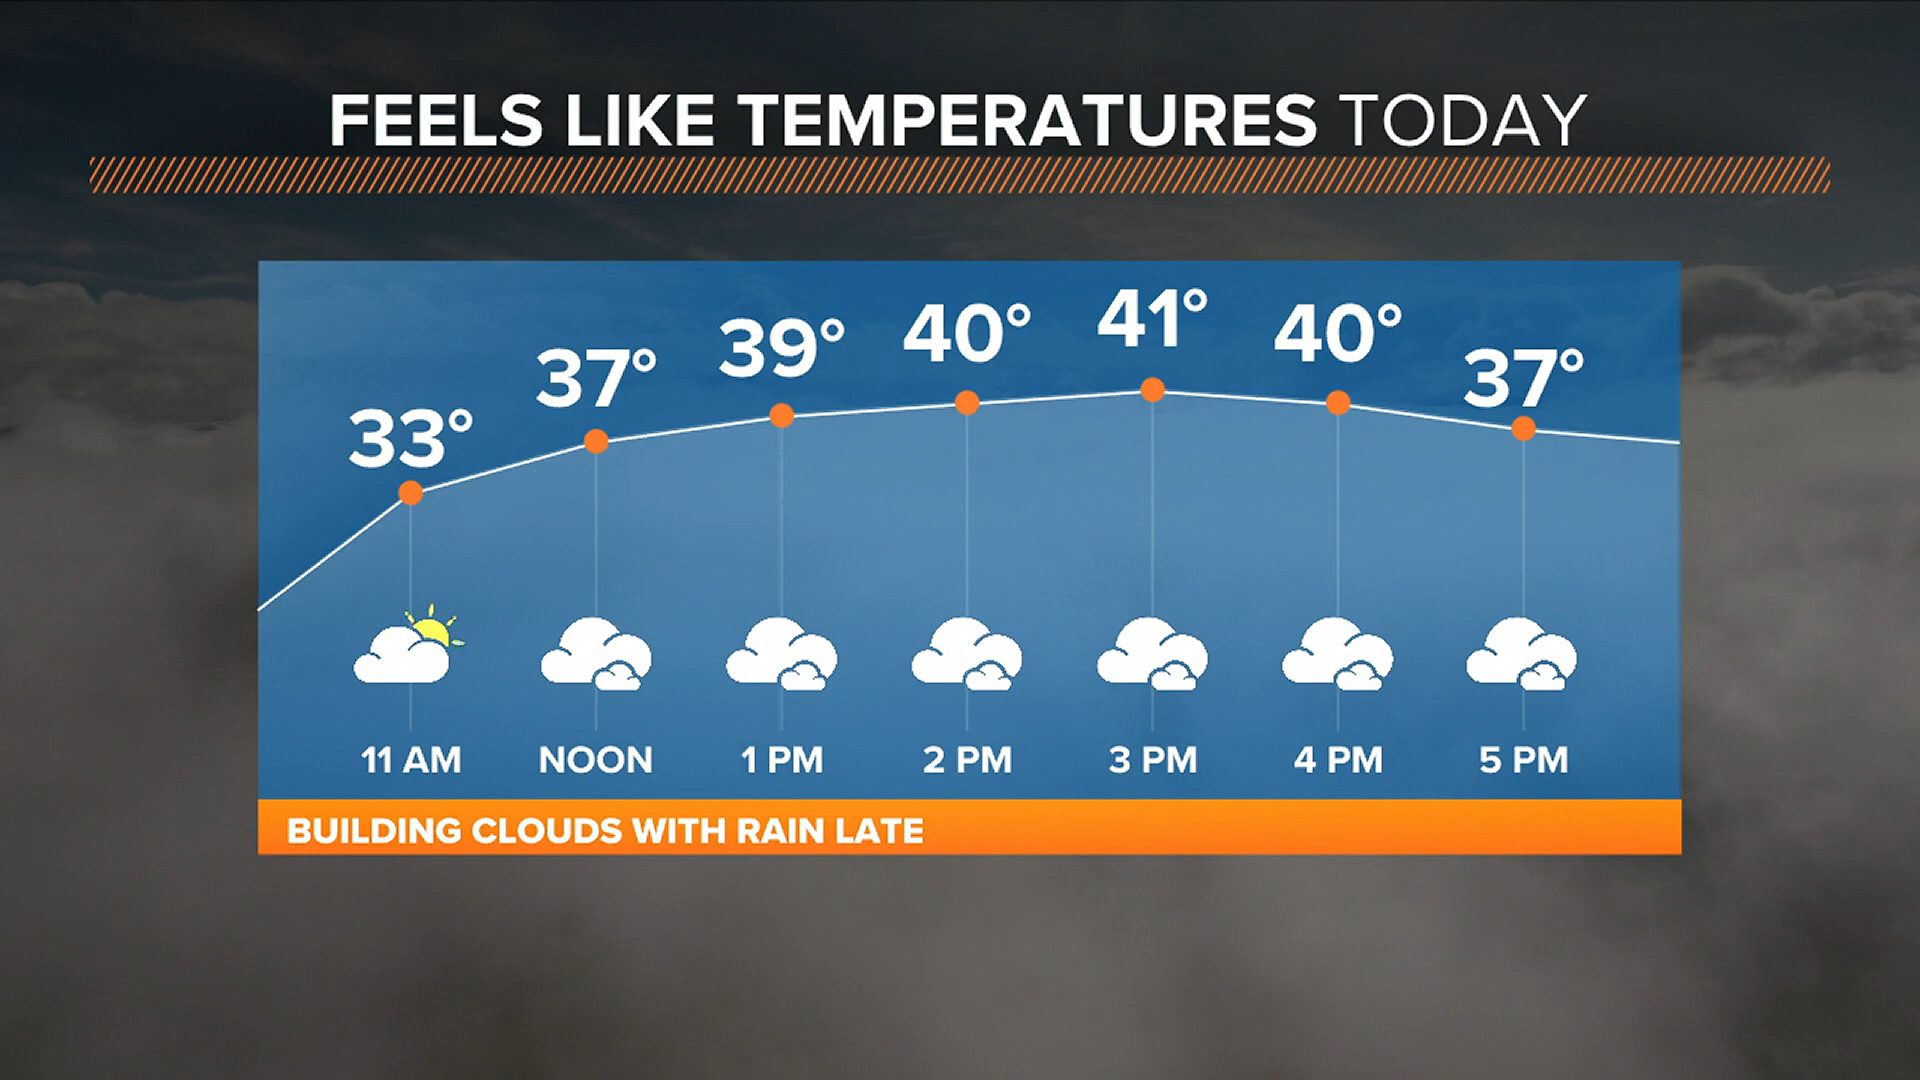 FEELS LIKE TEMPERATURES TODAY
33° 37° 39° 40° 41° 40° 37°
11 AM NOON 1 PM 2 PM 3 PM 4 PM 5 PM
BUILDING CLOUDS WITH RAIN LATE